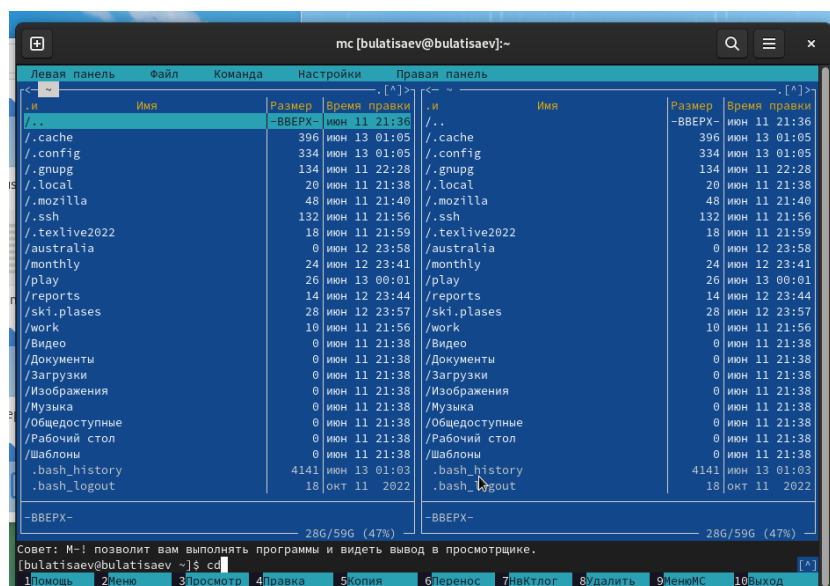 mc [bulatisaev@bulatisaev]:~
Левая панель Файл Команда Настройки Правая панель
<— ~ .[^]> <— ~ .[^]>
.и Имя Размер Время правки .и Имя Размер Время правки
/.. -ВВЕРХ- июн 11 21:36 /.. -ВВЕРХ- июн 11 21:36
/.cache 396 июн 13 01:05 /.cache 396 июн 13 01:05
/.config 334 июн 13 01:05 /.config 334 июн 13 01:05
/.gnupg 134 июн 11 22:28 /.gnupg 134 июн 11 22:28
/.local 20 июн 11 21:38 /.local 20 июн 11 21:38
/.mozilla 48 июн 11 21:40 /.mozilla 48 июн 11 21:40
/.ssh 132 июн 11 21:56 /.ssh 132 июн 11 21:56
/.texlive2022 18 июн 11 21:59 /.texlive2022 18 июн 11 21:59
/australia 0 июн 12 23:58 /australia 0 июн 12 23:58
/monthly 24 июн 12 23:41 /monthly 24 июн 12 23:41
/play 26 июн 13 00:01 /play 26 июн 13 00:01
/reports 14 июн 12 23:44 /reports 14 июн 12 23:44
/ski.plases 28 июн 12 23:57 /ski.plases 28 июн 12 23:57
/work 10 июн 11 21:56 /work 10 июн 11 21:56
/Видео 0 июн 11 21:38 /Видео 0 июн 11 21:38
/Документы 0 июн 11 21:38 /Документы 0 июн 11 21:38
/Загрузки 0 июн 11 21:38 /Загрузки 0 июн 11 21:38
/Изображения 0 июн 11 21:38 /Изображения 0 июн 11 21:38
/Музыка 0 июн 11 21:38 /Музыка 0 июн 11 21:38
/Общедоступные 0 июн 11 21:38 /Общедоступные 0 июн 11 21:38
/Рабочий стол 0 июн 11 21:38 /Рабочий стол 0 июн 11 21:38
/Шаблоны 0 июн 11 21:38 /Шаблоны 0 июн 11 21:38
.bash_history 4141 июн 13 01:03 .bash_history 4141 июн 13 01:03
.bash_logout 18 окт 11 2022 .bash_logout 18 окт 11 2022
-ВВЕРХ- -ВВЕРХ-
28G/59G (47%) 28G/59G (47%)
Совет: M-! позволит вам выполнять программы и видеть вывод в просмотрщике.
[bulatisaev@bulatisaev ~]$ cd [^]
1Помощь 2Меню 3Просмотр 4Правка 5Копия 6Перенос 7НвКтлог 8Удалить 9МенюМС 10Выход